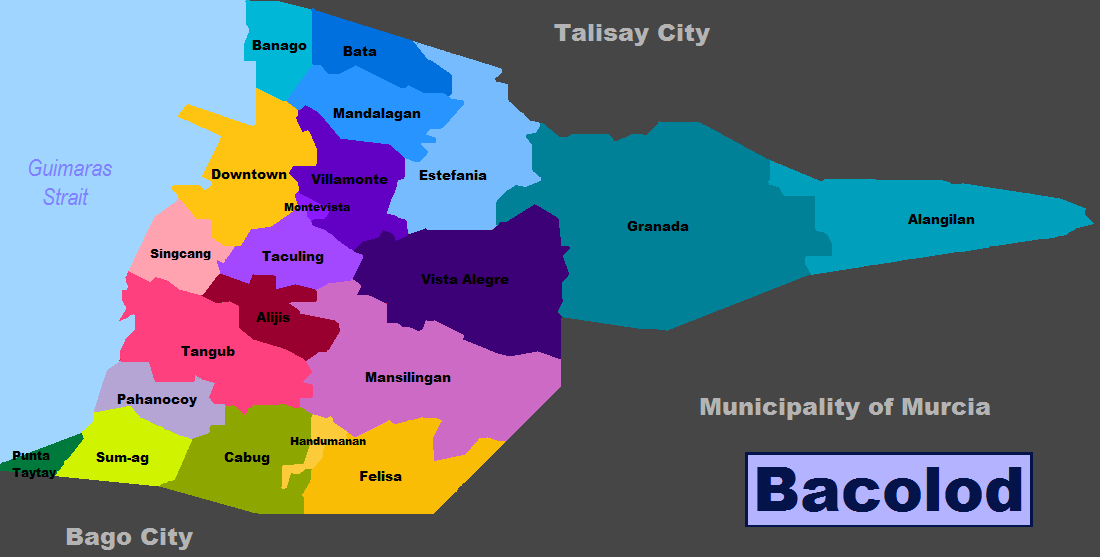 Talisay City
Banago
Bata
Mandalagan
Guimaras
Strait
Downtown
Villamonte
Estefania
Montevista
Granada
Alangilan
Singcang
Taculing
Vista Alegre
Alijis
Tangub
Mansilingan
Pahanocoy
Municipality of Murcia
Handumanan
Punta
Taytay
Sum-ag
Cabug
Felisa
Bacolod
Bago City